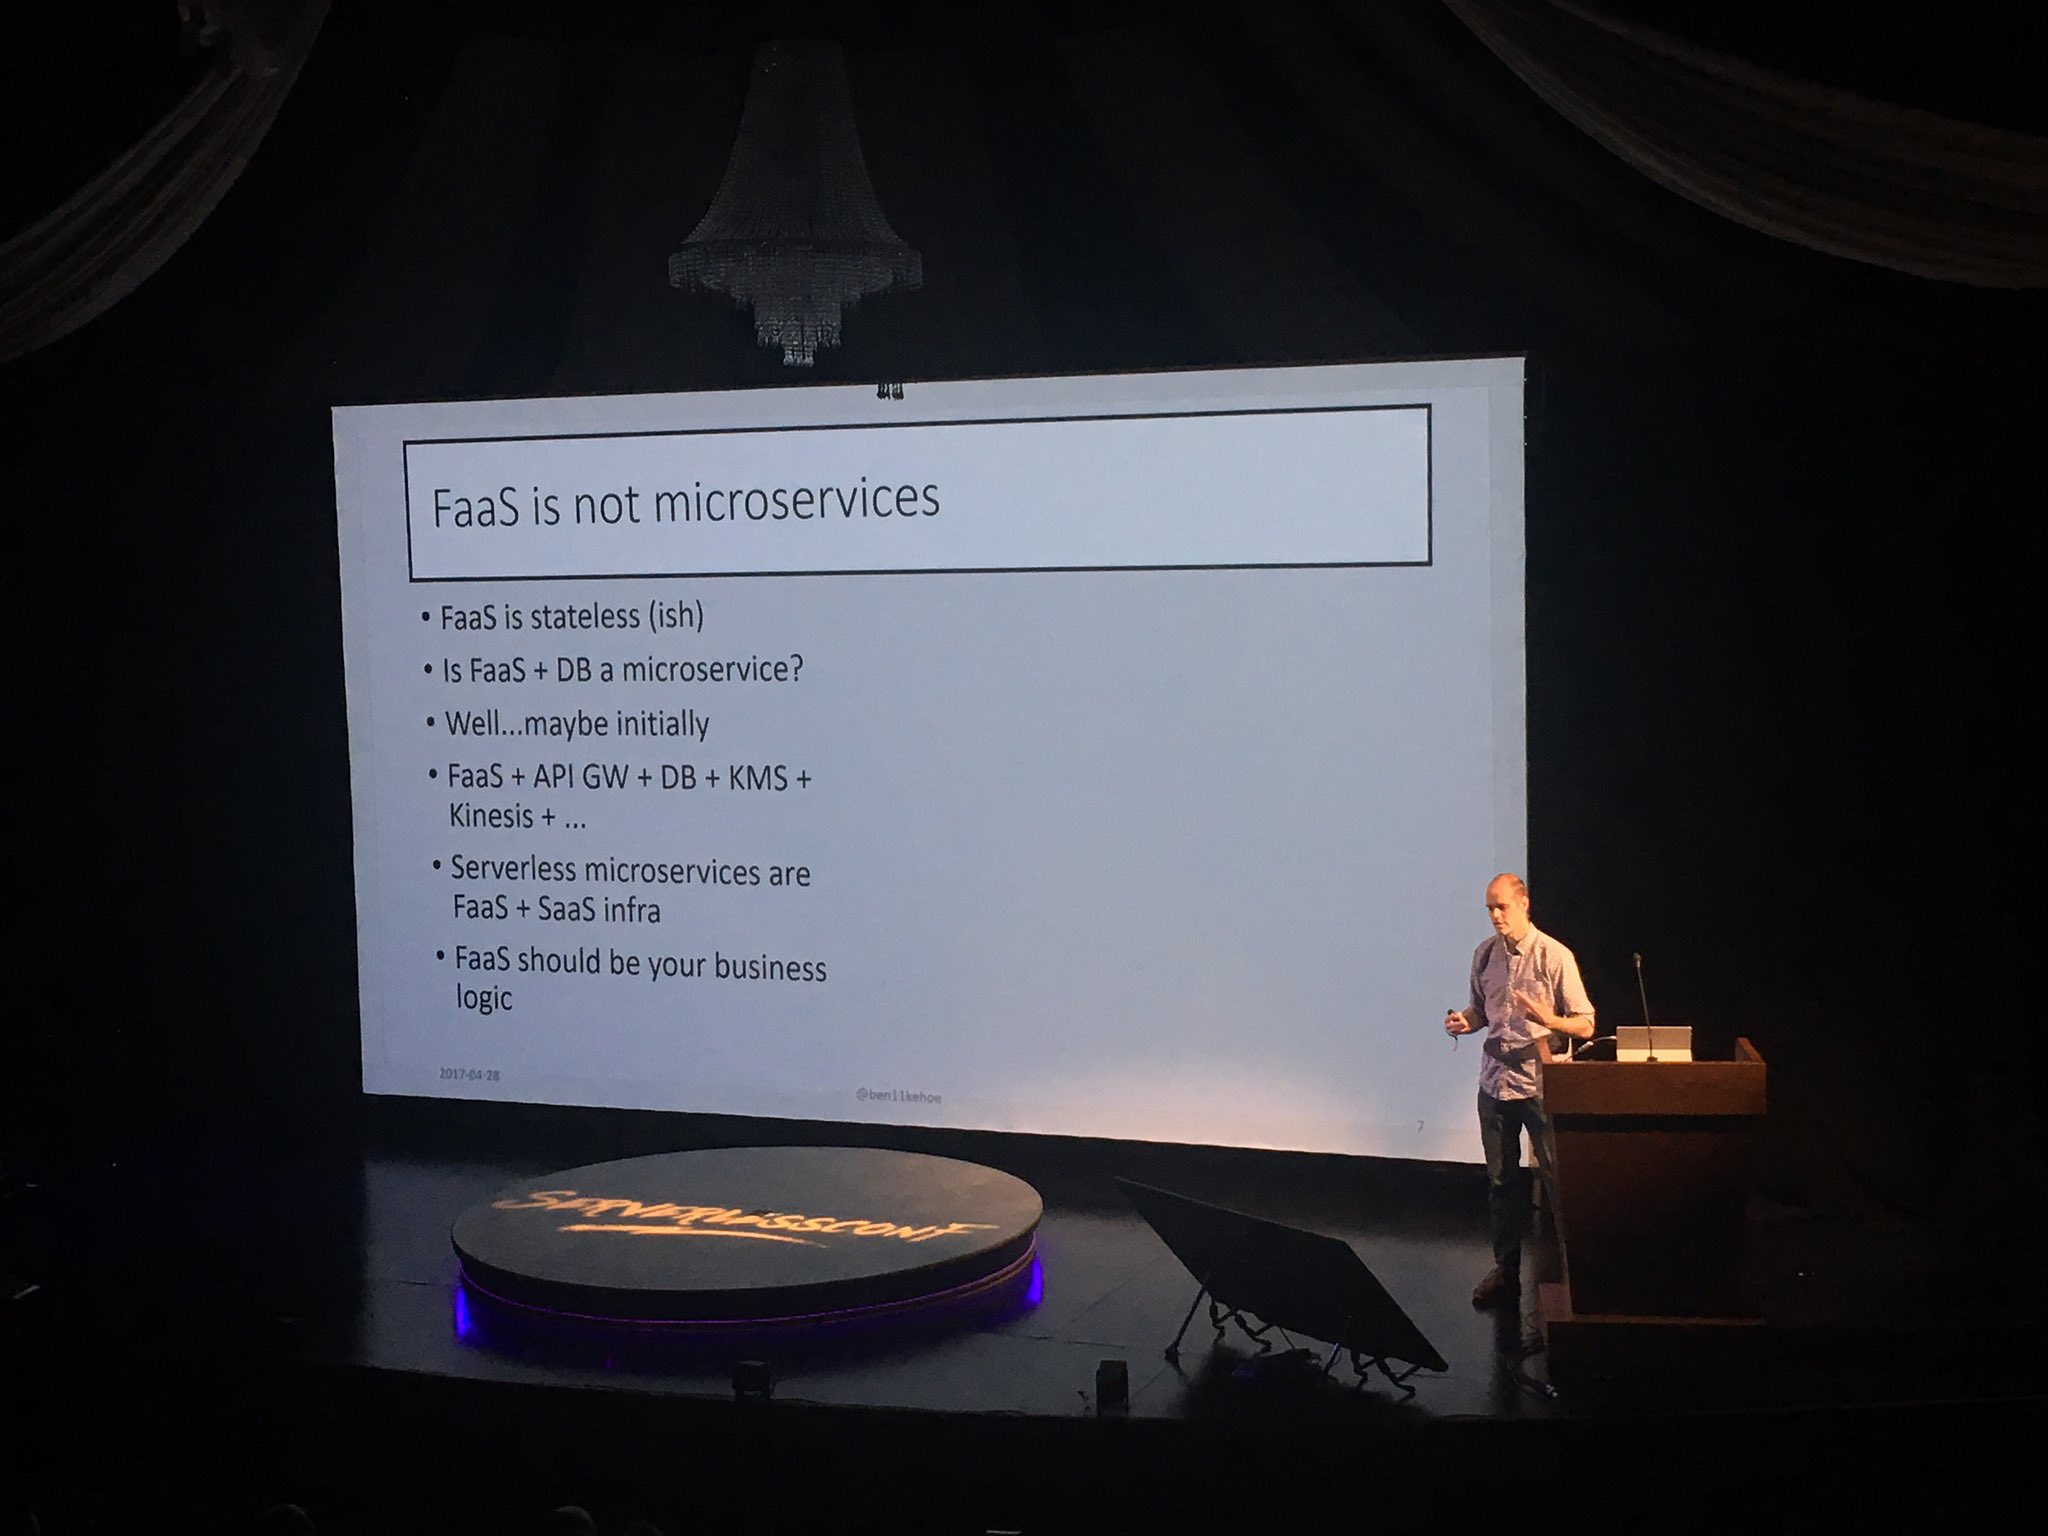 FaaS is not microservices
• FaaS is stateless (ish)
• Is FaaS + DB a microservice?
• Well...maybe initially
• FaaS + API GW + DB + KMS +
Kinesis + ...
• Serverless microservices are
FaaS + SaaS infra
• FaaS should be your business
logic
2017-04-28
@ben11kehoe
7
SERVERLESSCONF